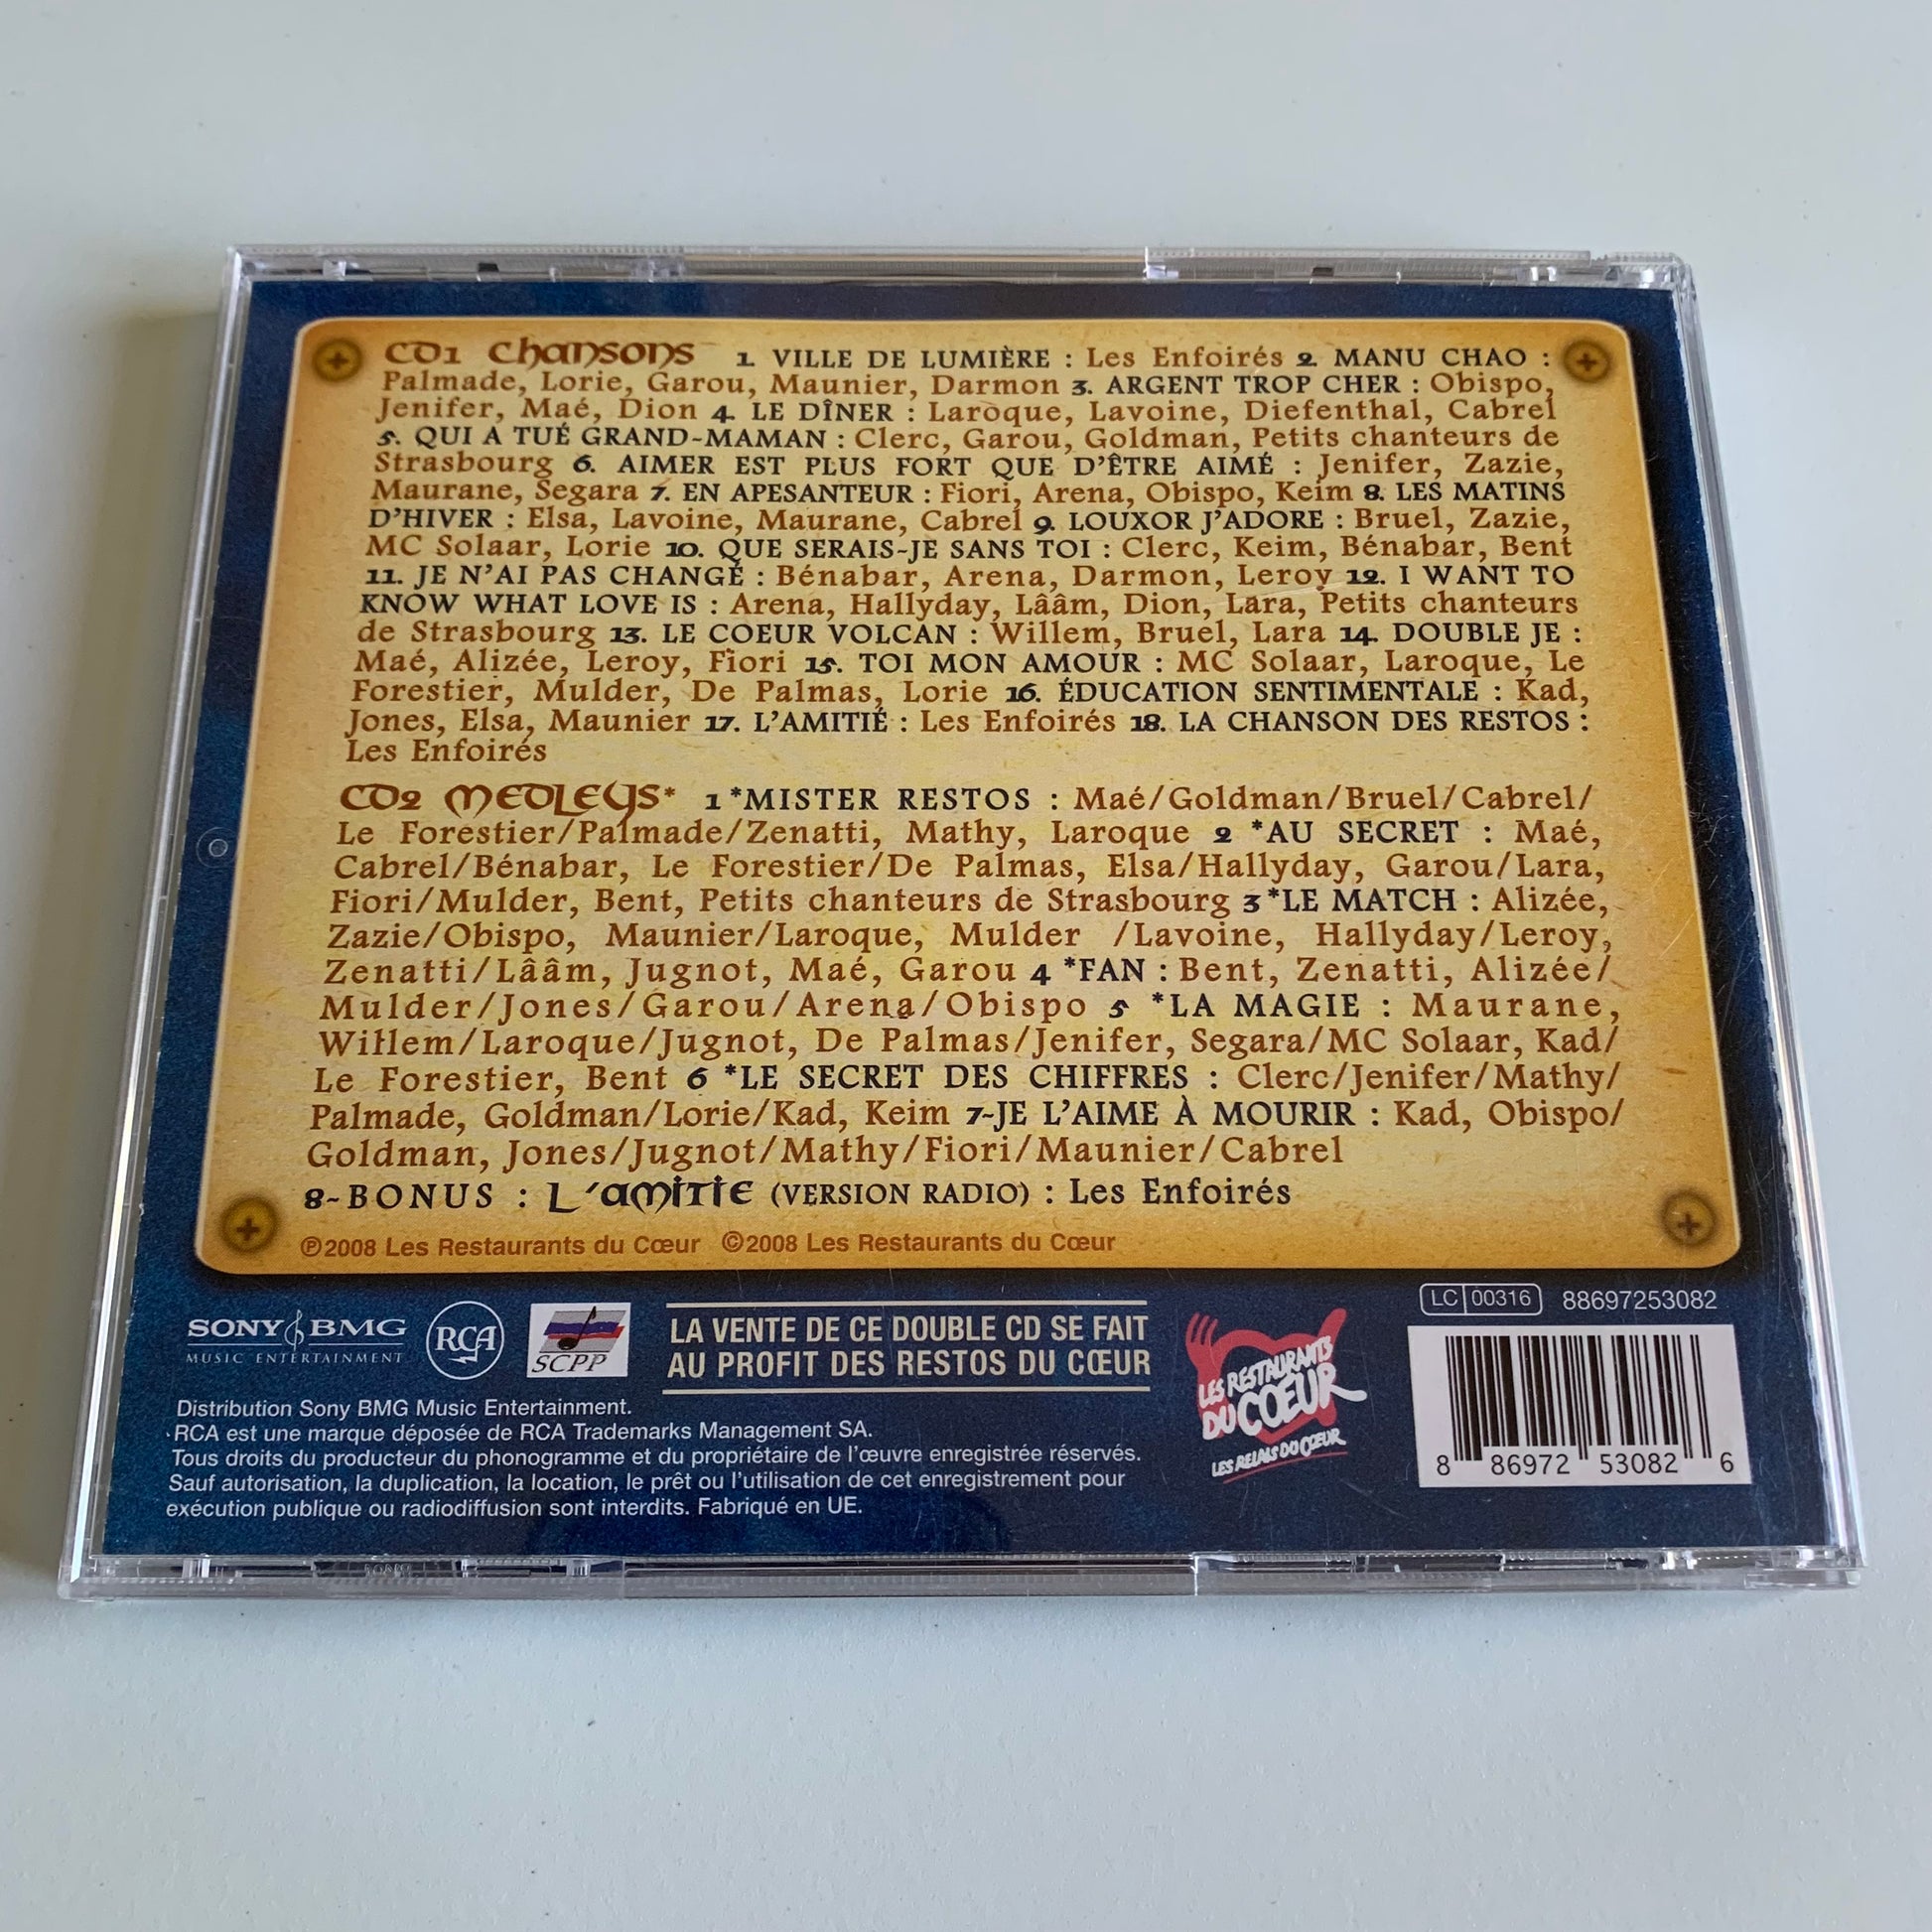 CD1 Chansons 1. VILLE DE LUMIÈRE : Les Enfoirés 2. MANU CHAO :
Palmade, Lorie, Garou, Maunier, Darmon 3. ARGENT TROP CHER : Obispo,
Jenifer, Maé, Dion 4. LE DÎNER : Laroque, Lavoine, Diefenthal, Cabrel
5. QUI A TUÉ GRAND-MAMAN : Clerc, Garou, Goldman, Petits chanteurs de
Strasbourg 6. AIMER EST PLUS FORT QUE D'ÊTRE AIMÉ : Jenifer, Zazie,
Maurane, Segara 7. EN APESANTEUR : Fiori, Arena, Obispo, Keim 8. LES MATINS
D'HIVER : Elsa, Lavoine, Maurane, Cabrel 9. LOUXOR J'ADORE : Bruel, Zazie,
MC Solaar, Lorie 10. QUE SERAIS-JE SANS TOI : Clerc, Keim, Bénabar, Bent
11. JE N'AI PAS CHANGÉ : Bénabar, Arena, Darmon, Leroy 12. I WANT TO
KNOW WHAT LOVE IS : Arena, Hallyday, Lââm, Dion, Lara, Petits chanteurs
de Strasbourg 13. LE COEUR VOLCAN : Willem, Bruel, Lara 14. DOUBLE JE :
Maé, Alizée, Leroy, Fiori 15. TOI MON AMOUR : MC Solaar, Laroque, Le
Forestier, Mulder, De Palmas, Lorie 16. ÉDUCATION SENTIMENTALE : Kad,
Jones, Elsa, Maunier 17. L'AMITIÉ : Les Enfoirés 18. LA CHANSON DES RESTOS :
Les Enfoirés
CD2 MEDLEYS* 1 *MISTER RESTOS : Maé/Goldman/Bruel/Cabrel/
Le Forestier/Palmade/Zenatti, Mathy, Laroque 2 *AU SECRET : Maé,
Cabrel/Bénabar, Le Forestier/De Palmas, Elsa/Hallyday, Garou/Lara,
Fiori/Mulder, Bent, Petits chanteurs de Strasbourg 3 *LE MATCH : Alizée,
Zazie/Obispo, Maunier/Laroque, Mulder /Lavoine, Hallyday/Leroy,
Zenatti/Lââm, Jugnot, Maé, Garou 4 *FAN : Bent, Zenatti, Alizée/
Mulder/Jones/Garou/Arena/Obispo 5 *LA MAGIE : Maurane,
Willem/Laroque/Jugnot, De Palmas/Jenifer, Segara/MC Solaar, Kad/
Le Forestier, Bent 6 *LE SECRET DES CHIFFRES : Clerc/Jenifer/Mathy/
Palmade, Goldman/Lorie/Kad, Keim 7-JE L'AIME À MOURIR : Kad, Obispo/
Goldman, Jones/Jugnot/Mathy/Fiori/Maunier/Cabrel
8-BONUS : L'amitie (VERSION RADIO) : Les Enfoirés
℗2008 Les Restaurants du Cœur ©2008 Les Restaurants du Cœur
SONY BMG
MUSIC ENTERTAINMENT
RCA
SCPP
LA VENTE DE CE DOUBLE CD SE FAIT
AU PROFIT DES RESTOS DU CŒUR
LES RESTAURANTS
DU CŒUR
LES RELAIS DU CŒUR
LC 00316 88697253082
8 86972 53082 6
Distribution Sony BMG Music Entertainment.
RCA est une marque déposée de RCA Trademarks Management SA.
Tous droits du producteur du phonogramme et du propriétaire de l'œuvre enregistrée réservés.
Sauf autorisation, la duplication, la location, le prêt ou l'utilisation de cet enregistrement pour
exécution publique ou radiodiffusion sont interdits. Fabriqué en UE.